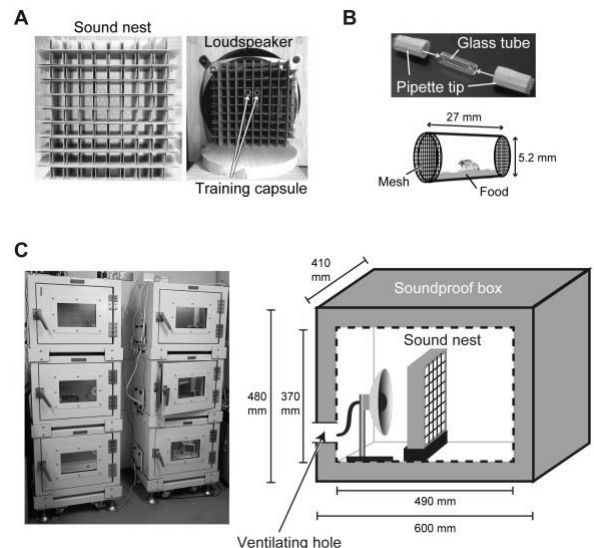 A
Sound nest
Loudspeaker
Training capsule
B
Glass tube
Pipette tip
27 mm
5.2 mm
Mesh
Food
C
410
mm
Soundproof box
Sound nest
480
mm
370
mm
490 mm
600 mm
Ventilating hole